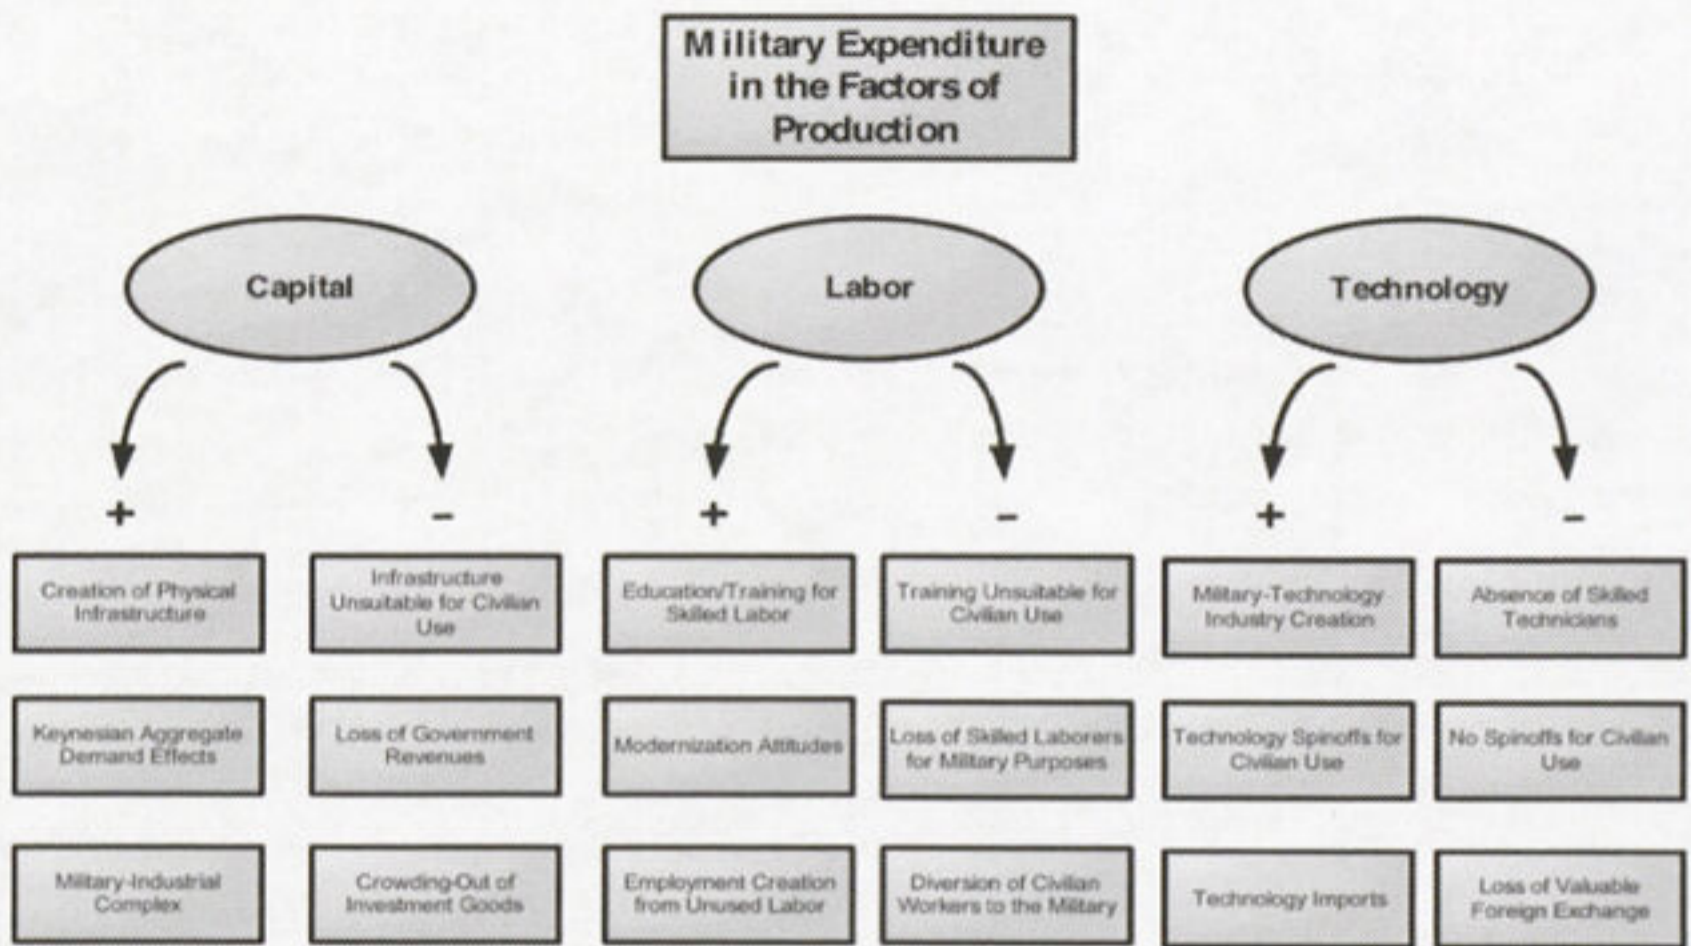 Military Expenditure
in the Factors of
Production
Capital
Labor
Technology
+
-
+
-
+
-
Creation of Physical
Infrastructure
Infrastructure
Unsuitable for Civilian
Use
Education/Training for
Skilled Labor
Training Unsuitable for
Civilian Use
Military-Technology
Industry Creation
Absence of Skilled
Technicians
Keynesian Aggregate
Demand Effects
Loss of Government
Revenues
Modernization Attitudes
Loss of Skilled Laborers
for Military Purposes
Technology Spinoffs for
Civilian Use
No Spinoffs for Civilian
Use
Military-Industrial
Complex
Crowding-Out of
Investment Goods
Employment Creation
from Unused Labor
Diversion of Civilian
Workers to the Military
Technology Imports
Loss of Valuable
Foreign Exchange